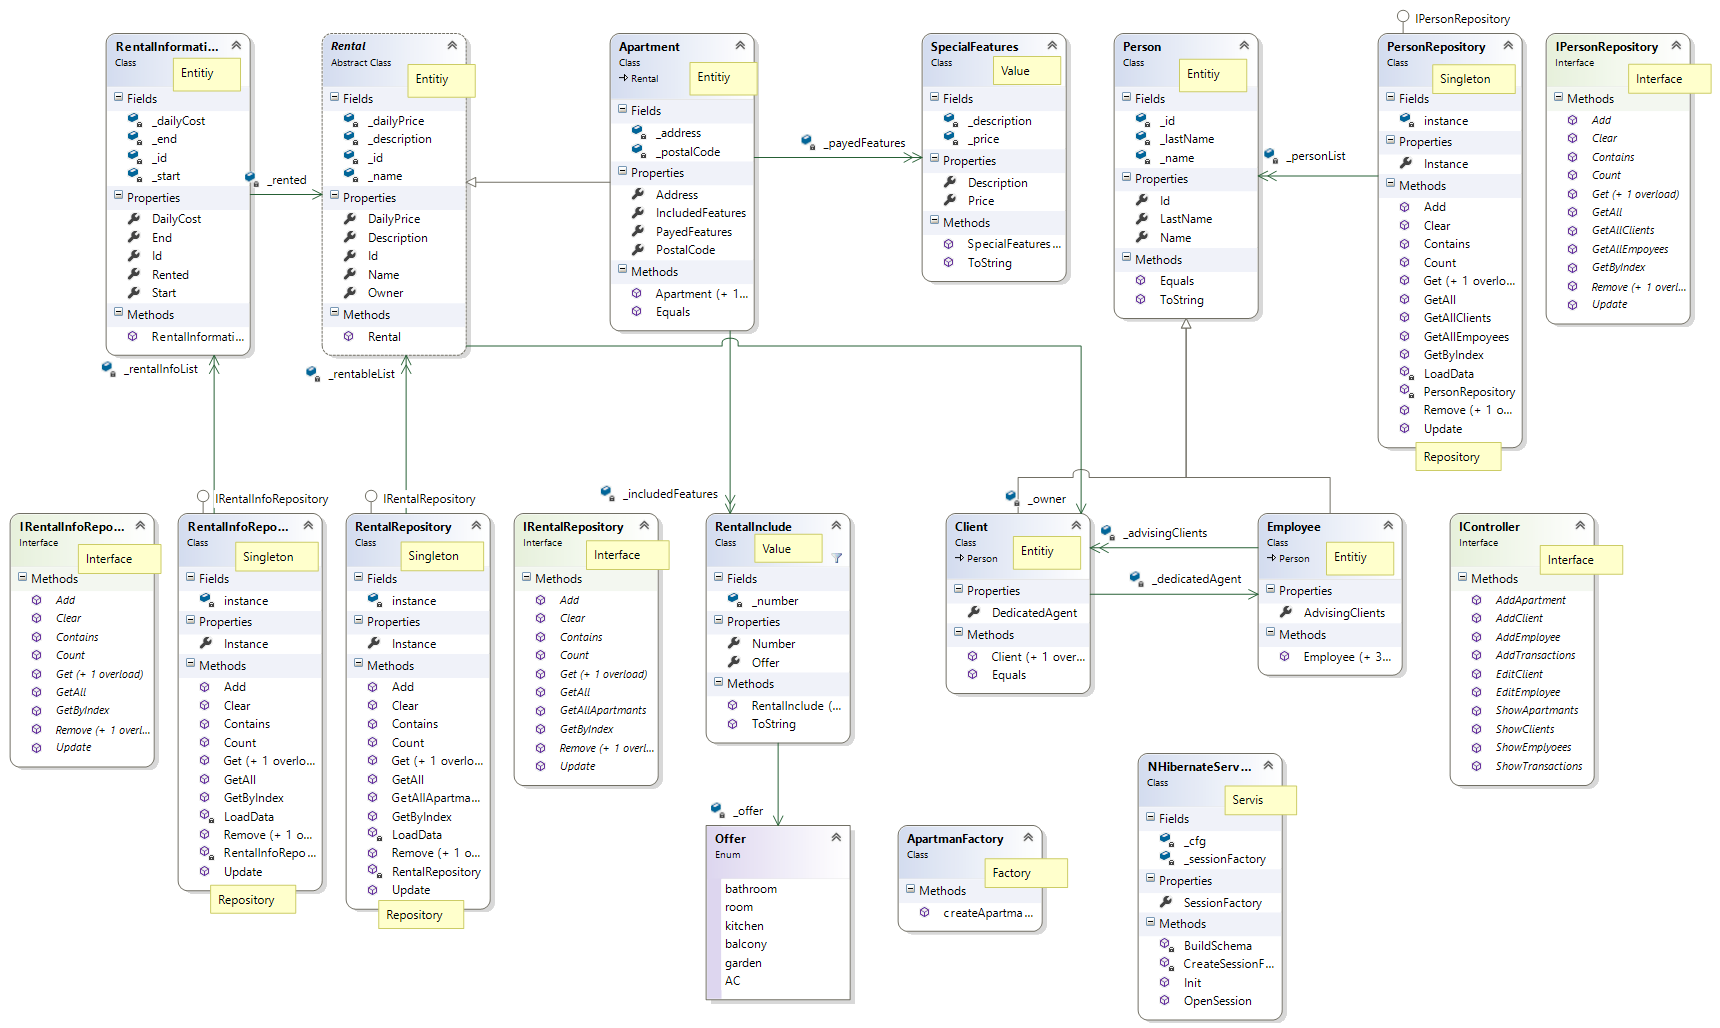 RentalInformati...
Class
Entitiy
Fields
_dailyCost
_end
_id
_start
Properties
DailyCost
End
Id
Rented
Start
Methods
RentalInformati...
_rented
Rental
Abstract Class
Entitiy
Fields
_dailyPrice
_description
_id
_name
Properties
DailyPrice
Description
Id
Name
Owner
Methods
Rental
Apartment
Class
Rental
Entitiy
Fields
_address
_postalCode
Properties
Address
IncludedFeatures
PayedFeatures
PostalCode
Methods
Apartment (+ 1...
Equals
_payedFeatures
SpecialFeatures
Class
Value
Fields
_description
_price
Properties
Description
Price
Methods
SpecialFeatures...
ToString
Person
Class
Entitiy
Fields
_id
_lastName
_name
Properties
Id
LastName
Name
Methods
Equals
ToString
_personList
IPersonRepository
PersonRepository
Class
Singleton
Fields
instance
Properties
Instance
Methods
Add
Clear
Contains
Count
Get (+ 1 overlo...
GetAll
GetAllClients
GetAllEmpoyees
GetByIndex
LoadData
PersonRepository
Remove (+ 1 o...
Update
Repository
IPersonRepository
Interface
Interface
Methods
Add
Clear
Contains
Count
Get (+ 1 overload)
GetAll
GetAllClients
GetAllEmpoyees
GetByIndex
Remove (+ 1 overl...
Update
_rentalInfoList
_rentableList
IRentalInfoRepo...
Interface
Interface
Methods
Add
Clear
Contains
Count
Get (+ 1 overload)
GetAll
GetByIndex
Remove (+ 1 overl...
Update
IRentalInfoRepository
RentalInfoRepo...
Class
Singleton
Fields
instance
Properties
Instance
Methods
Add
Clear
Contains
Count
Get (+ 1 overlo...
GetAll
GetByIndex
LoadData
Remove (+ 1 o...
RentalInfoRepo...
Update
Repository
IRentalRepository
RentalRepository
Class
Singleton
Fields
instance
Properties
Instance
Methods
Add
Clear
Contains
Count
Get (+ 1 overlo...
GetAll
GetAllApartma...
GetByIndex
LoadData
Remove (+ 1 o...
RentalRepository
Update
Repository
IRentalRepository
Interface
Interface
Methods
Add
Clear
Contains
Count
Get (+ 1 overload)
GetAll
GetAllApartmants
GetByIndex
Remove (+ 1 overl...
Update
_includedFeatures
RentalInclude
Class
Value
Fields
_number
Properties
Number
Offer
Methods
RentalInclude (...
ToString
_offer
Offer
Enum
bathroom
room
kitchen
balcony
garden
AC
_owner
Client
Class
Person
Entitiy
Properties
DedicatedAgent
Methods
Client (+ 1 over...
Equals
_advisingClients
_dedicatedAgent
Employee
Class
Person
Entitiy
Properties
AdvisingClients
Methods
Employee (+ 3...
IController
Interface
Interface
Methods
AddApartment
AddClient
AddEmployee
AddTransactions
EditClient
EditEmployee
ShowApartmants
ShowClients
ShowEmplyoees
ShowTransactions
ApartmanFactory
Class
Factory
Methods
createApartma...
NHibernateServ...
Class
Servis
Fields
_cfg
_sessionFactory
Properties
SessionFactory
Methods
BuildSchema
CreateSessionF...
Init
OpenSession